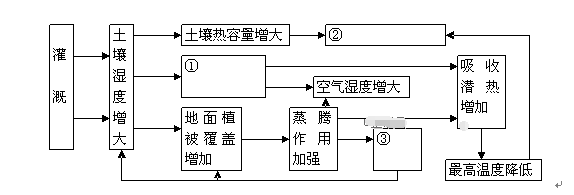 灌溉
土壤湿度增大
土壤热容量增大
②
①
空气湿度增大
吸收
潜热
增加
地面植
被覆盖
增加
蒸腾
作用
加强
③
最高温度降低